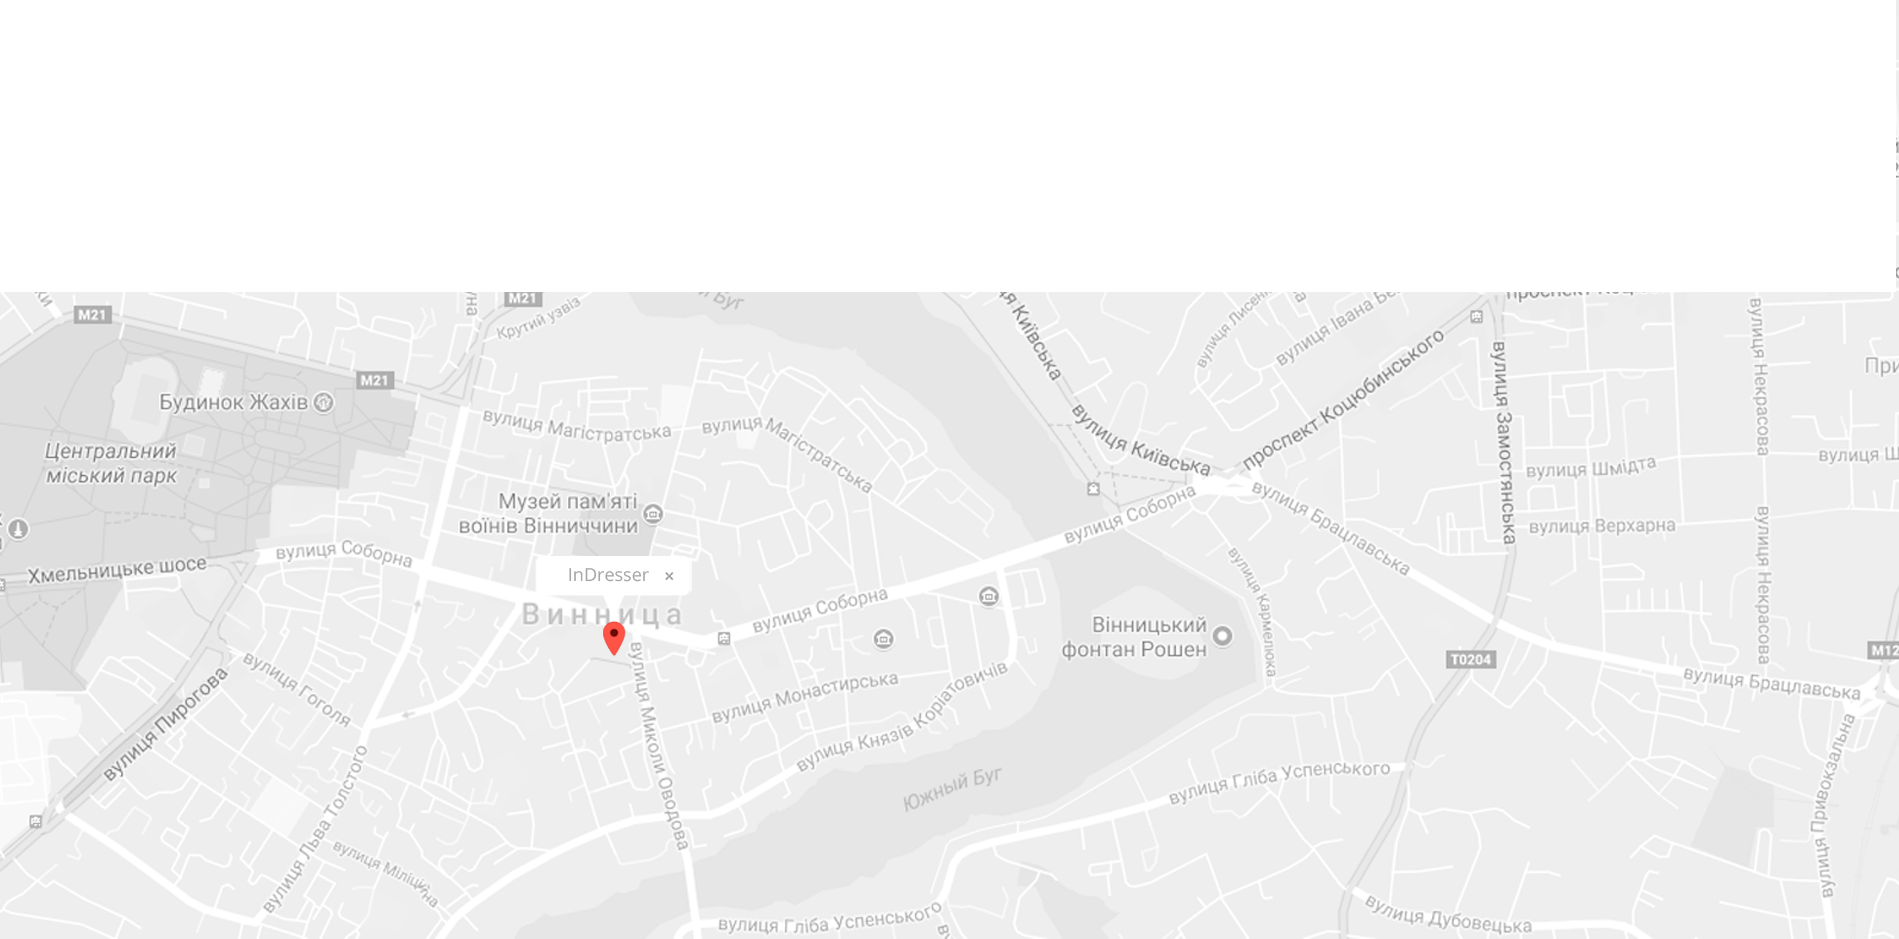 M21
M21
Крутий узвіз
вулиця Київська
вулиця Лисенка
вулиця Івана Бе
проспект Коцюбинського
вулиця Замостянська
вулиця Некрасова
При
M21
Будинок Жахів
Центральний
міський парк
вулиця Магістратська
вулиця Магістратська
вулиця Київська
проспект Коцюбинського
вулиця Шмідта
вулиця Ш
Музей пам'яті
воїнів Вінниччини
вулиця Соборна
вулиця Брацлавська
вулиця Верхарна
вулиця Некрасова
Хмельницьке шосе
вулиця Соборна
InDresser ×
Винница
вулиця Соборна
вулиця Кармелюка
Вінницький
фонтан Рошен
T0204
M12
вулиця Гоголя
вулиця Пирогова
вулиця Миколи Оводова
вулиця Монастирська
вулиця Князів Коріатовичів
вулиця Брацлавська
Южный Буг
вулиця Гліба Успенського
вулиця Привокзальна
вулиця Льва Толстого
вулиця Міліційна
вулиця Гліба Успенського
вулиця Дубовецька